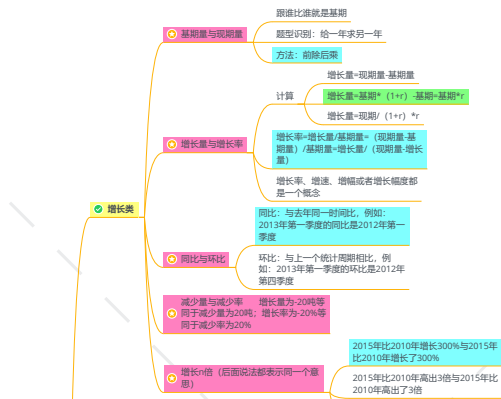 跟谁比谁就是基期
基期量与现期量
题型识别：给一年求另一年
方法：前除后乘
增长量=现期量-基期量
计算
增长量=基期*（1+r）-基期=基期*r
增长量=现期/（1+r）*r
增长量与增长率
增长率=增长量/基期量=（现期量-基
期量）/基期量=增长量/（现期量-增长
量）
增长率、增速、增幅或者增长幅度都
是一个概念
增长类
同比：与去年同一时间比，例如：
2013年第一季度的同比是2012年第一
季度
同比与环比
环比：与上一个统计周期相比，例
如：2013年第一季度的环比是2012年
第四季度
减少量与减少率 增长量为-20吨等
同于减少量为20吨；增长率为-20%等
同于减少率为20%
增长n倍（后面说法都表示同一个意
思）
2015年比2010年增长300%与2015年
比2010年增长了300%
2015年比2010年高出3倍与2015年比
2010年高出了3倍